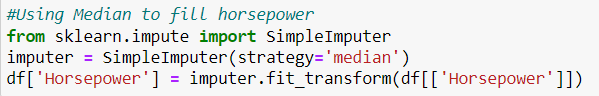 #Using Median to fill horsepower
from sklearn.impute import SimpleImputer
imputer = SimpleImputer(strategy='median')
df['Horsepower'] = imputer.fit_transform(df[['Horsepower']])